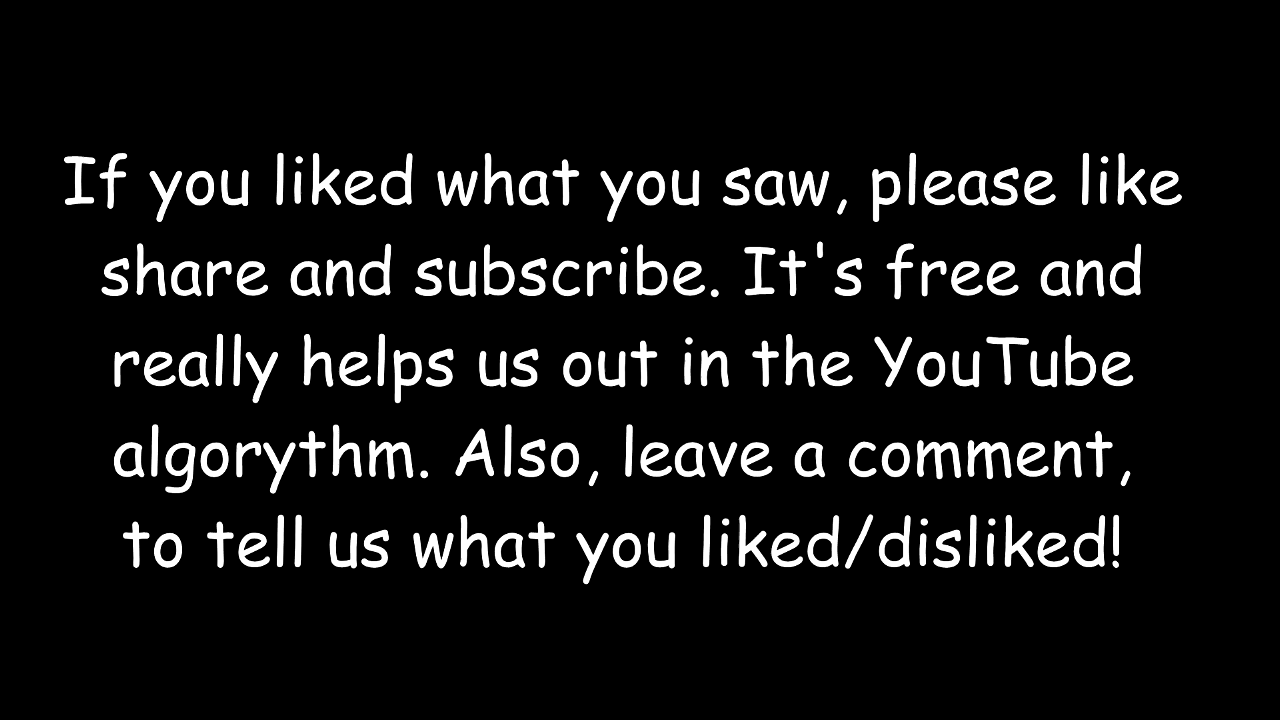 If you liked what you saw, please like
share and subscribe. It's free and
really helps us out in the YouTube
algorythm. Also, leave a comment,
to tell us what you liked/disliked!